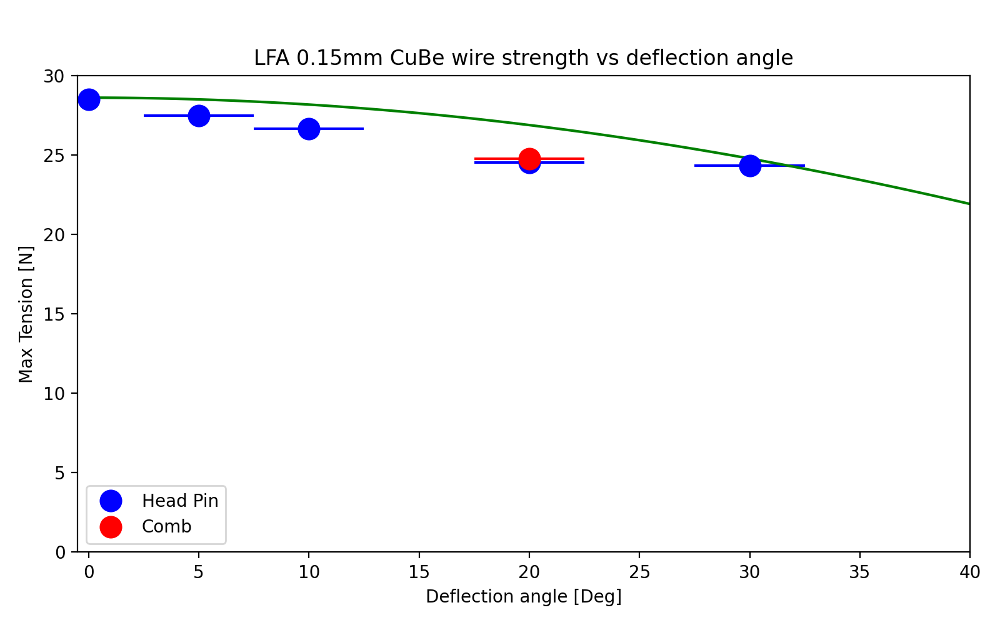 LFA 0.15mm CuBe wire strength vs deflection angle
30
25
20
15
10
5
0
Max Tension [N]
Head Pin
Comb
0 5 10 15 20 25 30 35 40
Deflection angle [Deg]